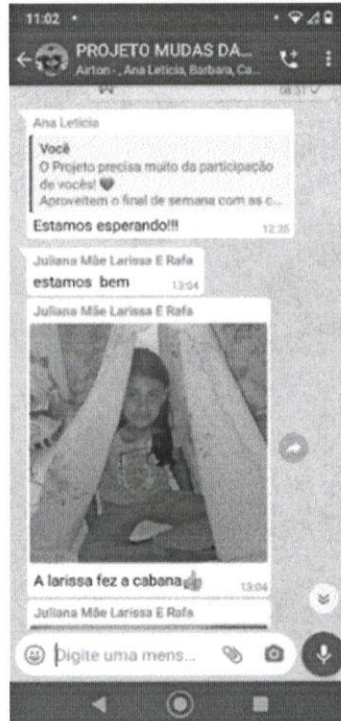 11:02
PROJETO MUDAS DA...
Airton -, Ana Leticia, Barbara, Ca...
08:51
Ana Leticia
Você
O Projeto precisa muito da participação
de vocês!
Aproveitem o final de semana com as c...
Estamos esperando!!!
12:35
Juliana Mãe Larissa E Rafa
estamos bem
13:04
Juliana Mãe Larissa E Rafa
A larissa fez a cabana
13:04
Juliana Mãe Larissa E Rafa
Digite uma mens...